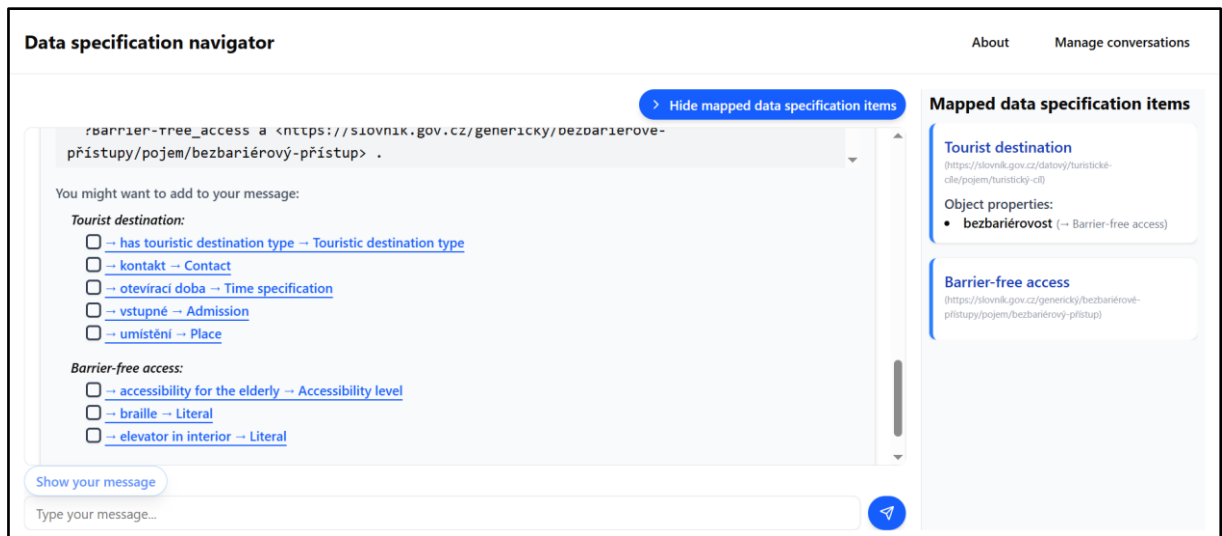 Data specification navigator
About
Manage conversations
Hide mapped data specification items
?Barrier-free_access a <https://slovník.gov.cz/generický/bezbariérové-
přístupy/pojem/bezbariérový-přístup> .
You might want to add to your message:
Tourist destination:
→ has touristic destination type → Touristic destination type
→ kontakt → Contact
→ otevírací doba → Time specification
→ vstupné → Admission
→ umístění → Place
Barrier-free access:
→ accessibility for the elderly → Accessibility level
→ braille → Literal
→ elevator in interior → Literal
Show your message
Type your message...
Mapped data specification items
Tourist destination
(https://slovník.gov.cz/datový/turistické-
cíle/pojem/turistický-cíl)
Object properties:
• bezbariérovost (→ Barrier-free access)
Barrier-free access
(https://slovník.gov.cz/generický/bezbariérové-
přístupy/pojem/bezbariérový-přístup)